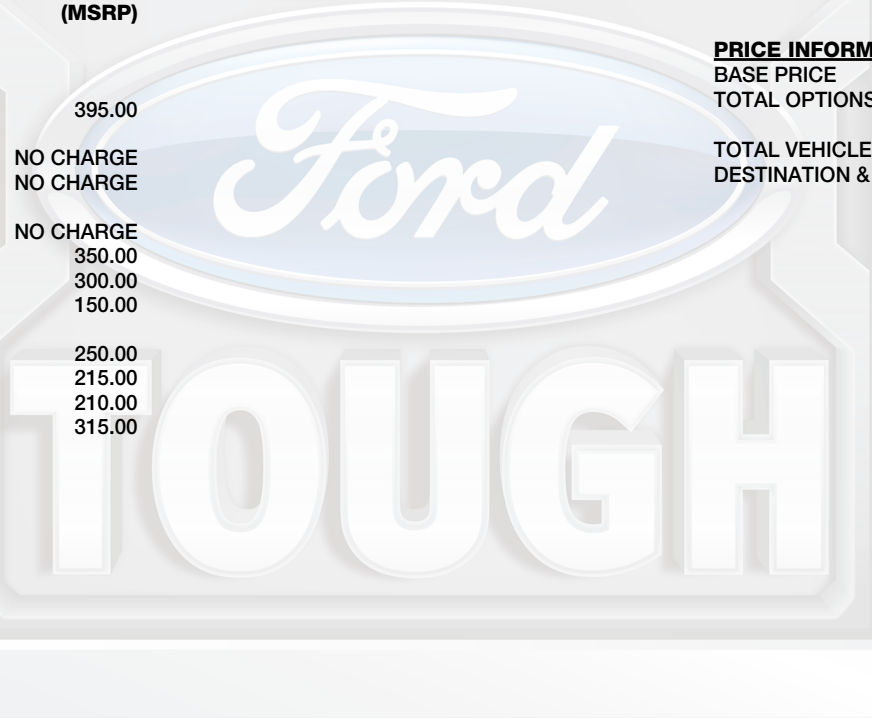 (MSRP)
395.00
NO CHARGE
NO CHARGE
NO CHARGE
350.00
300.00
150.00
250.00
215.00
210.00
315.00
PRICE INFORM
BASE PRICE
TOTAL OPTIONS
TOTAL VEHICLE
DESTINATION &
Ford
TOUGH